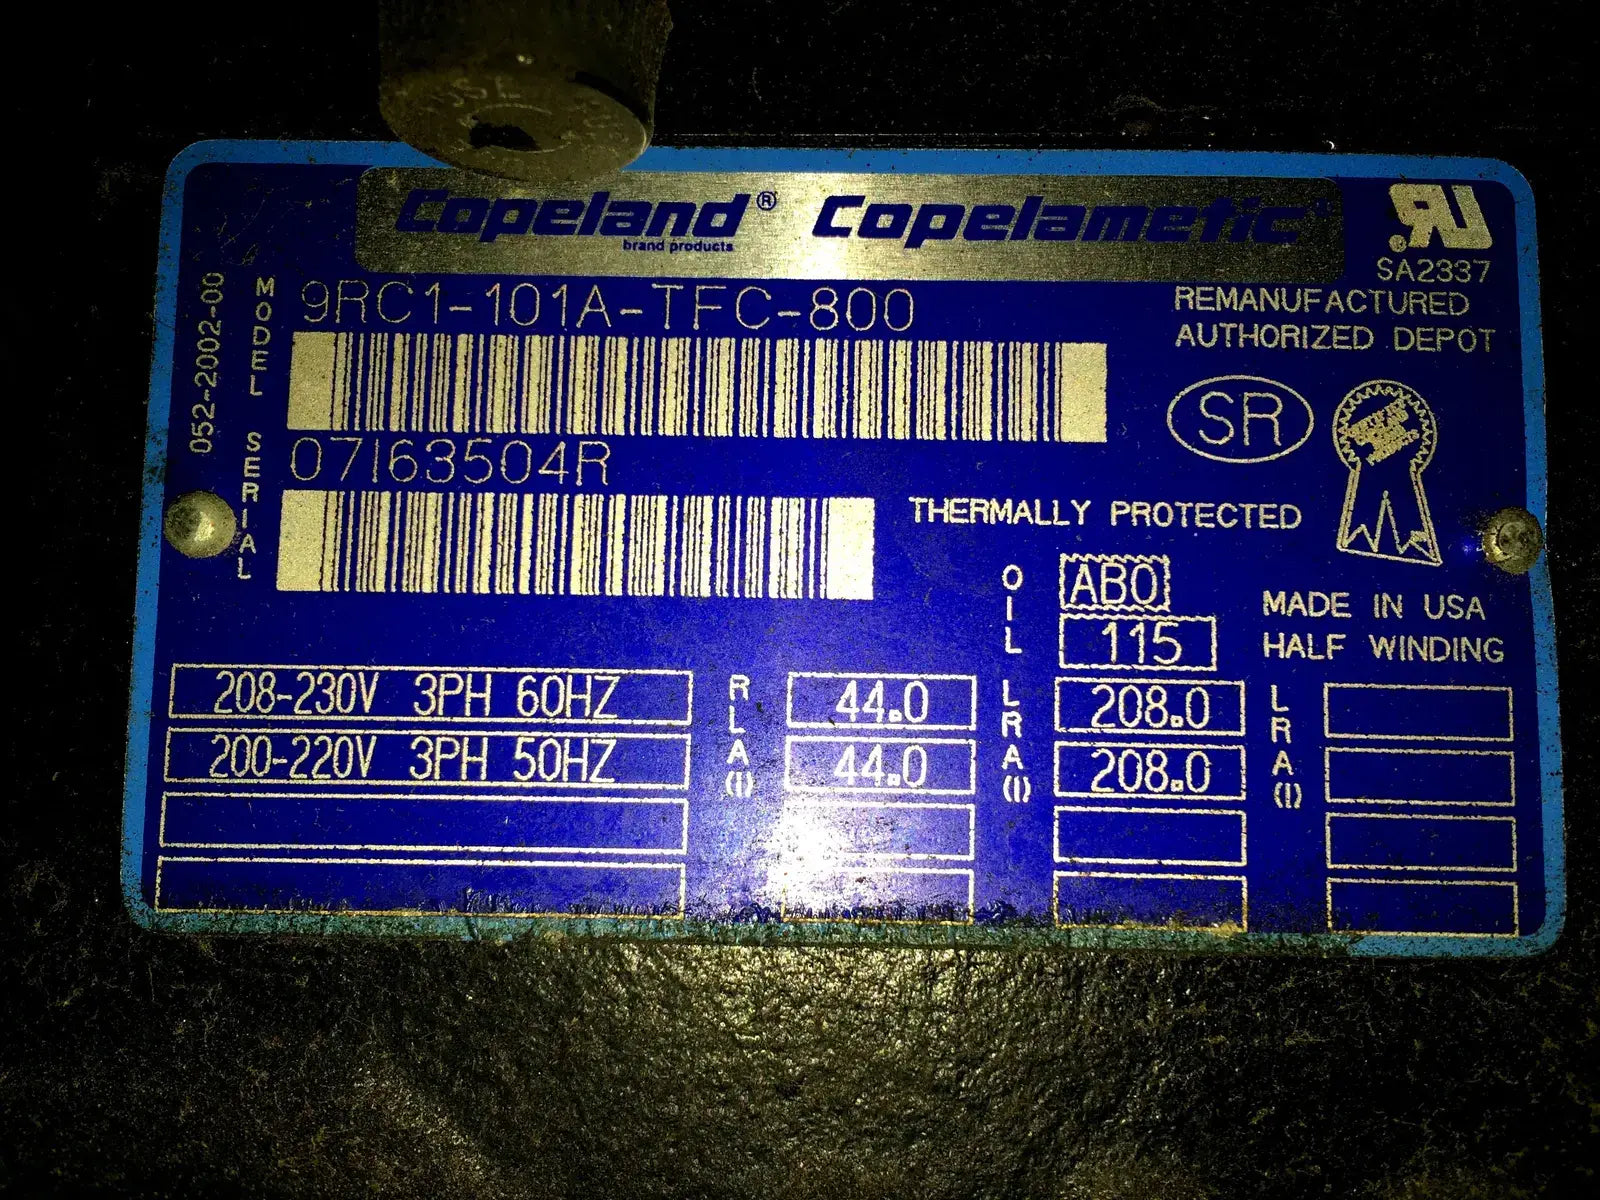 Copeland® Copelametic®
brand products
RU®
SA2337
052-2002-00
MODEL
9RC1-101A-TFC-800
REMANUFACTURED
AUTHORIZED DEPOT
SERIAL
07I63504R
SR
THERMALLY PROTECTED
OIL
ABO
115
MADE IN USA
HALF WINDING
208-230V 3PH 60HZ
200-220V 3PH 50HZ
RLA(I)
44.0
44.0
LRA(I)
208.0
208.0
LRA(I)